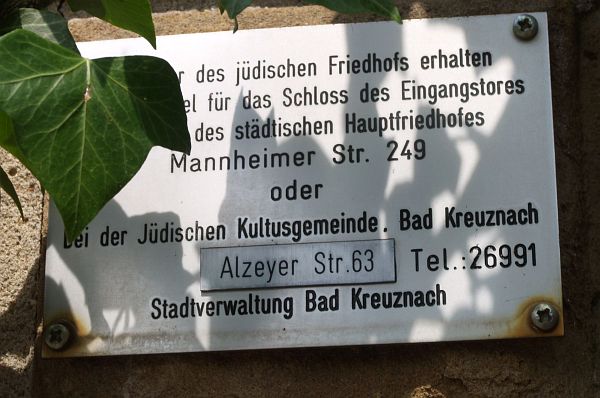 des jüdischen Friedhofs erhalten
für das Schloss des Eingangstores
des städtischen Hauptfriedhofes
Mannheimer Str. 249
oder
bei der Jüdischen Kultusgemeinde. Bad Kreuznach
Alzeyer Str.63 Tel.:26991
Stadtverwaltung Bad Kreuznach